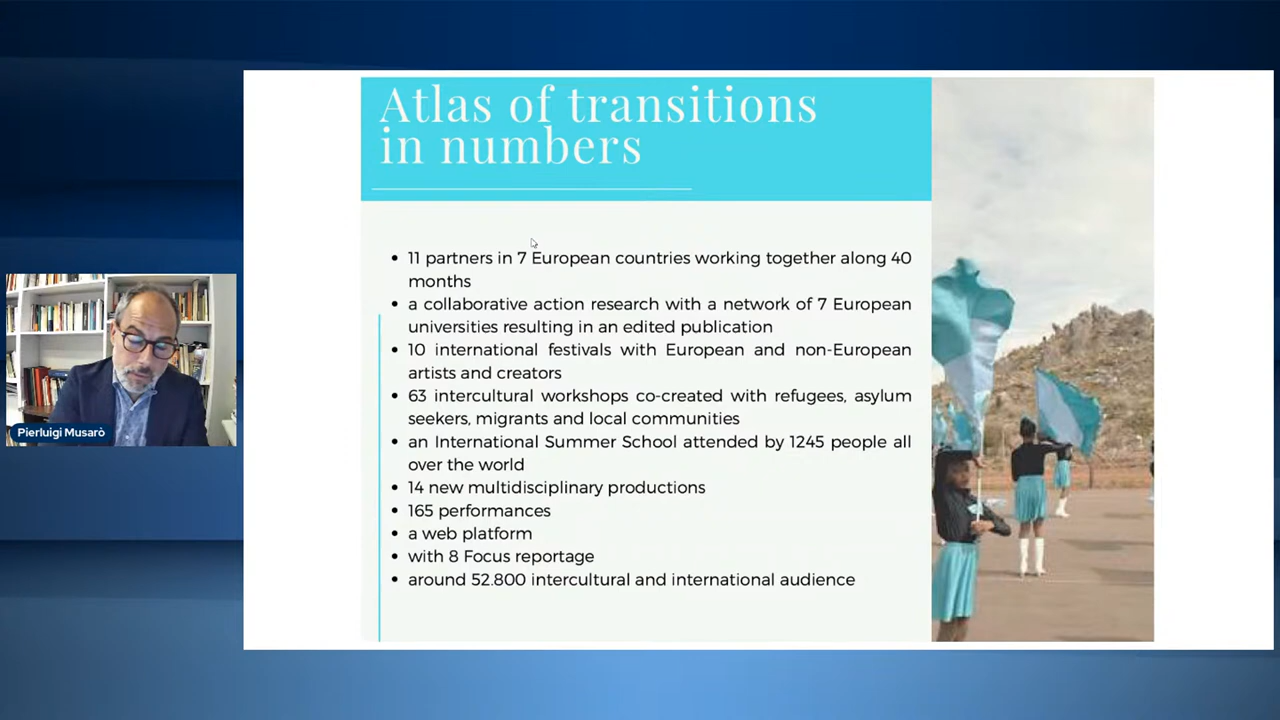 Atlas of transitions
in numbers
• 11 partners in 7 European countries working together along 40
months
• a collaborative action research with a network of 7 European
universities resulting in an edited publication
• 10 international festivals with European and non-European
artists and creators
• 63 intercultural workshops co-created with refugees, asylum
seekers, migrants and local communities
• an International Summer School attended by 1245 people all
over the world
• 14 new multidisciplinary productions
• 165 performances
• a web platform
• with 8 Focus reportage
• around 52.800 intercultural and international audience
Pierluigi Musarò